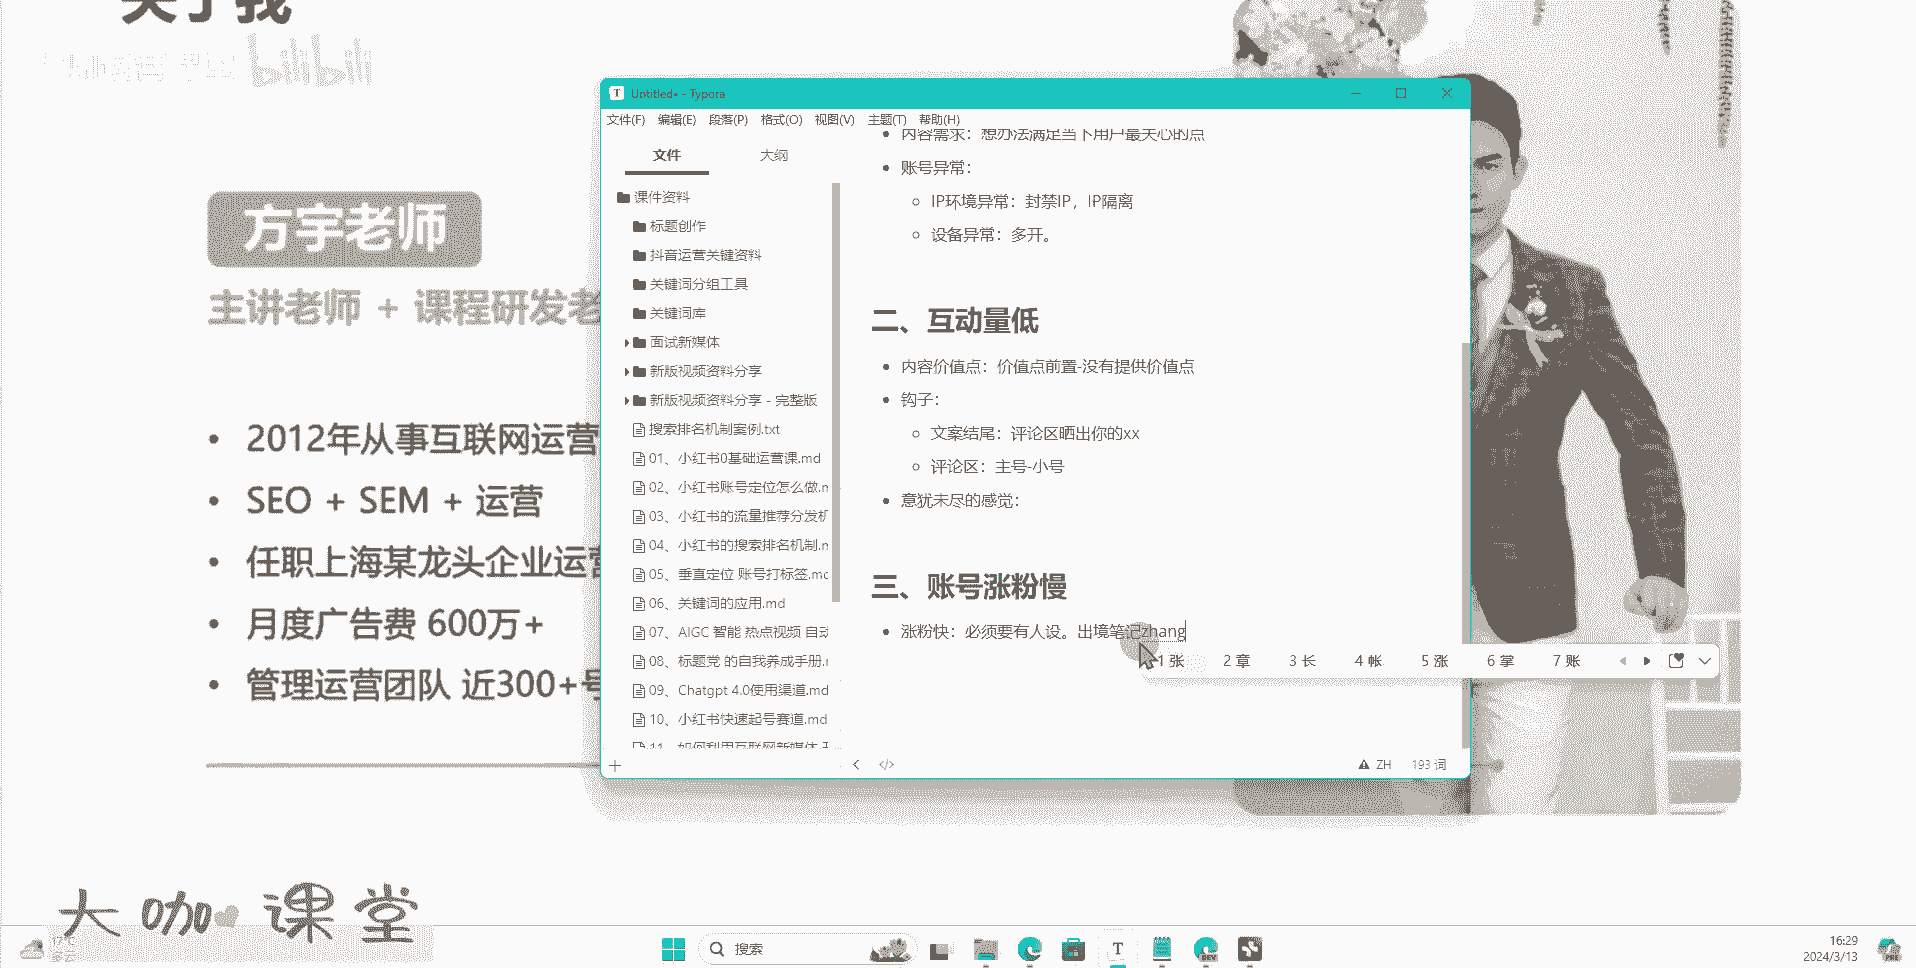 关于我
bilibili
方宇老师
主讲老师 + 课程研发老
2012年从事互联网运营
SEO + SEM + 运营
任职上海某龙头企业运营
月度广告费 600万+
管理运营团队 近300+号
大咖课堂
Untitled• - Typora
文件(F) 编辑(E) 段落(P) 格式(O) 视图(V) 主题(T) 帮助(H)
文件 大纲
课件资料
标题创作
抖音运营关键资料
关键词分组工具
关键词库
面试新媒体
新版视频资料分享
新版视频资料分享 - 完整版
搜索排名机制案例.txt
01、小红书0基础运营课.md
02、小红书账号定位怎么做.m
03、小红书的流量推荐分发机
04、小红书的搜索排名机制.m
05、垂直定位 账号打标签.md
06、关键词的应用.md
07、AIGC 智能 热点视频 自动
08、标题党 的自我养成手册.m
09、Chatgpt 4.0使用渠道.md
10、小红书快速起号赛道.md
11、如何利用互联网新媒体
内容需求：想办法满足当下用户最关心的点
账号异常：
IP环境异常：封禁IP，IP隔离
设备异常：多开。
二、互动量低
内容价值点：价值点前置-没有提供价值点
钩子：
文案结尾：评论区晒出你的xx
评论区：主号-小号
意犹未尽的感觉：
三、账号涨粉慢
涨粉快：必须要有人设。出境笔记zhang
1 张 2 章 3 长 4 帐 5 涨 6 掌 7 账
ZH 193 词
17°C
多云
搜索
DEV
16:29
2024/3/13
PRE